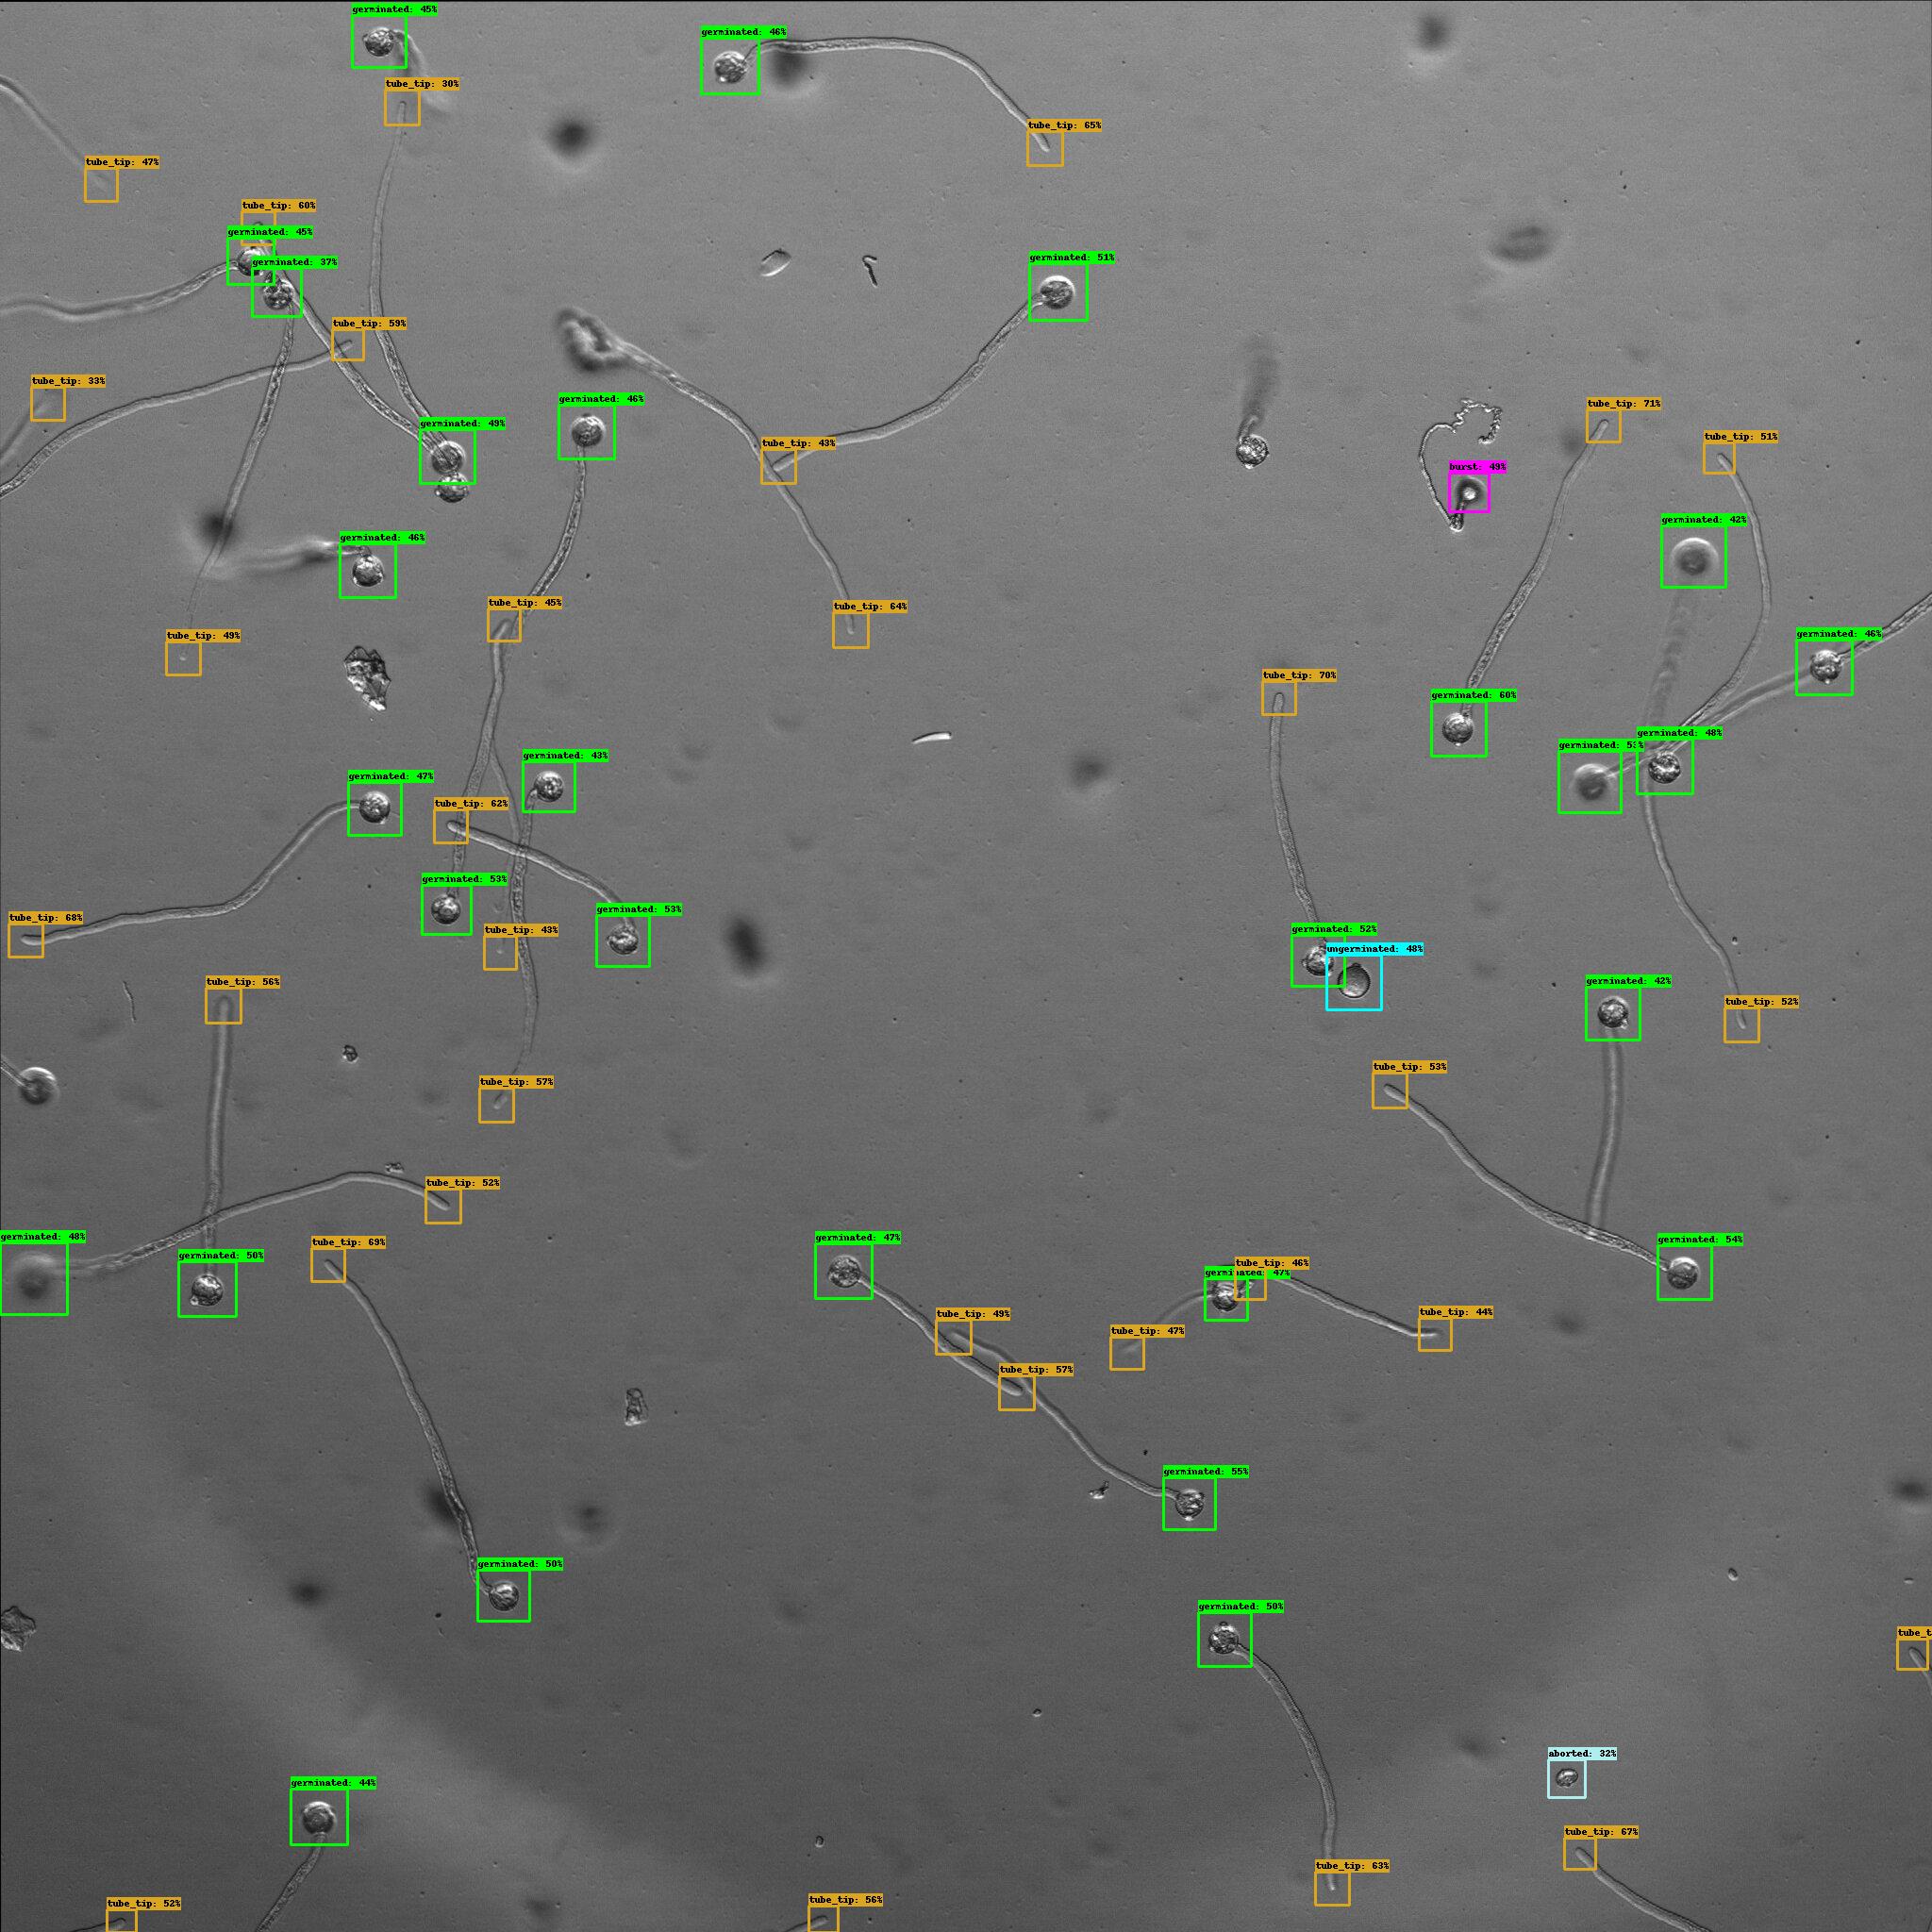 germinated: 45%
germinated: 46%
tube_tip: 30%
tube_tip: 65%
tube_tip: 47%
tube_tip: 60%
germinated: 45%
germinated: 37%
germinated: 51%
tube_tip: 59%
tube_tip: 33%
germinated: 46%
tube_tip: 71%
germinated: 49%
tube_tip: 43%
tube_tip: 51%
burst: 49%
germinated: 42%
germinated: 46%
tube_tip: 45%
tube_tip: 64%
tube_tip: 49%
germinated: 46%
tube_tip: 70%
germinated: 60%
germinated: 48%
germinated: 53%
germinated: 43%
germinated: 47%
tube_tip: 62%
germinated: 53%
germinated: 53%
tube_tip: 68%
tube_tip: 43%
germinated: 52%
ungerminated: 48%
tube_tip: 56%
germinated: 42%
tube_tip: 52%
tube_tip: 53%
tube_tip: 57%
tube_tip: 52%
germinated: 48%
germinated: 47%
germinated: 54%
tube_tip: 69%
germinated: 50%
tube_tip: 46%
germinated: 47%
tube_tip: 49%
tube_tip: 44%
tube_tip: 47%
tube_tip: 57%
germinated: 55%
germinated: 50%
germinated: 50%
tube_t
aborted: 32%
germinated: 44%
tube_tip: 67%
tube_tip: 63%
tube_tip: 56%
tube_tip: 52%